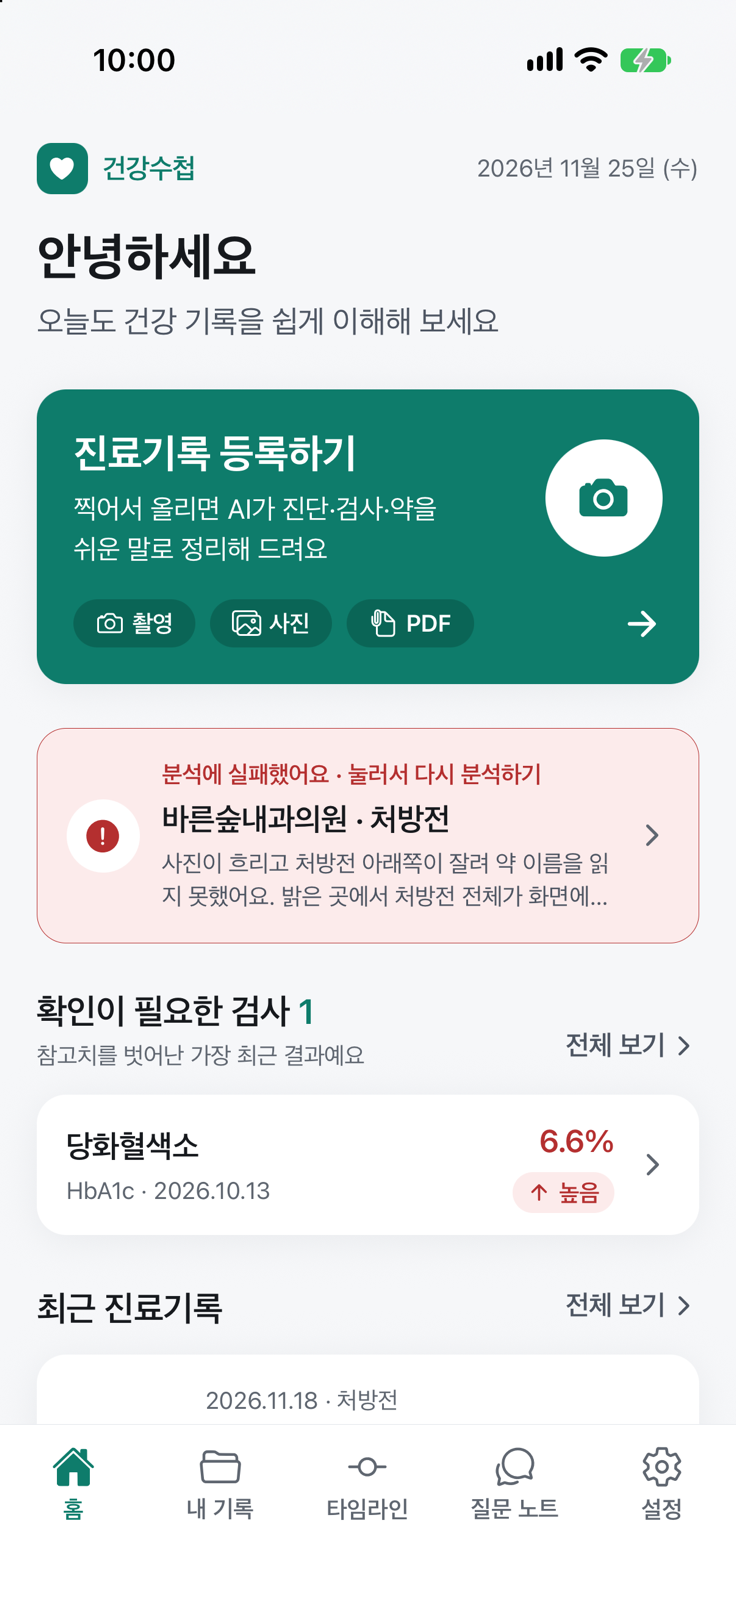 10:00
건강수첩
2026년 11월 25일 (수)
안녕하세요
오늘도 건강 기록을 쉽게 이해해 보세요
진료기록 등록하기
찍어서 올리면 AI가 진단·검사·약을
쉬운 말로 정리해 드려요
촬영 사진 PDF
분석에 실패했어요 · 눌러서 다시 분석하기
바른숲내과의원 · 처방전
사진이 흐리고 처방전 아래쪽이 잘려 약 이름을 읽
지 못했어요. 밝은 곳에서 처방전 전체가 화면에...
확인이 필요한 검사 1
참고치를 벗어난 가장 최근 결과예요
전체 보기
당화혈색소
6.6%
HbA1c · 2026.10.13
↑ 높음
최근 진료기록
전체 보기
2026.11.18 · 처방전
홈 내 기록 타임라인 질문 노트 설정